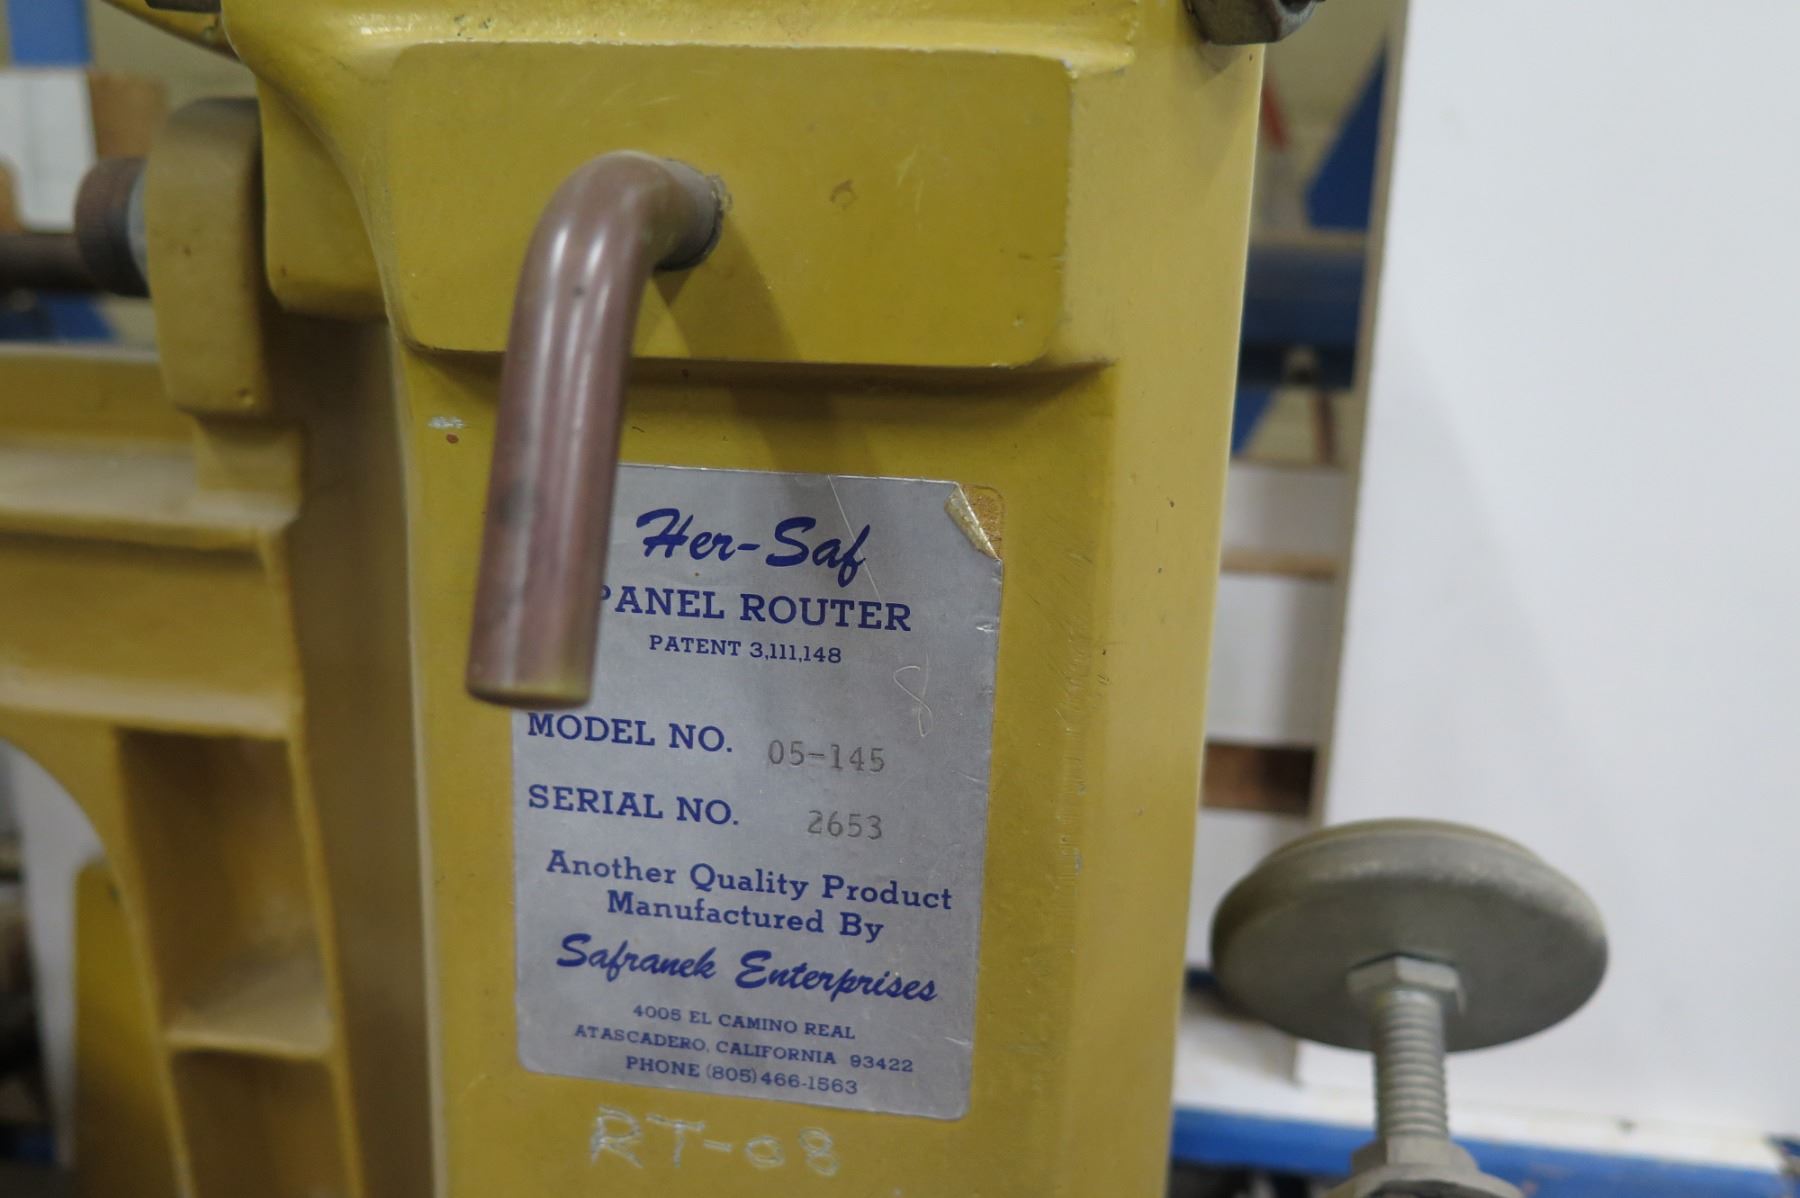 Her-Saf
PANEL ROUTER
PATENT 3,111,148
8
MODEL NO. 05-145
SERIAL NO. 2653
Another Quality Product
Manufactured By
Safranek Enterprises
4005 EL CAMINO REAL
ATASCADERO, CALIFORNIA 93422
PHONE (805) 466-1563
RT-08